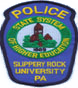 POLICE
STATE SYSTEM
OF HIGHER EDUCATION
SLIPPERY ROCK
UNIVERSITY
PA